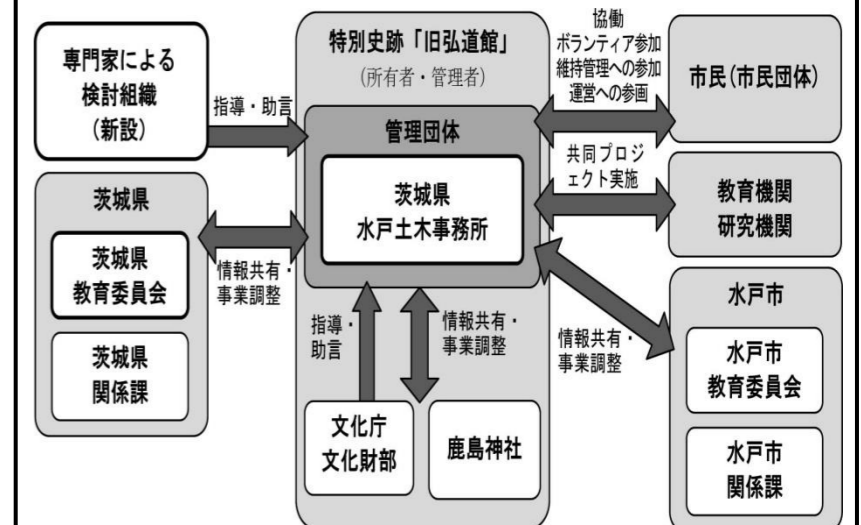 専門家による
検討組織
(新設)
指導・助言
茨城県
茨城県
教育委員会
茨城県
関係課
情報共有・
事業調整
特別史跡「旧弘道館」
(所有者・管理者)
管理団体
茨城県
水戸土木事務所
指導・
助言
情報共有・
事業調整
文化庁
文化財部
鹿島神社
協働
ボランティア参加
維持管理への参加
運営への参画
共同プロジ
ェクト実施
情報共有・
事業調整
市民(市民団体)
教育機関
研究機関
水戸市
水戸市
教育委員会
水戸市
関係課